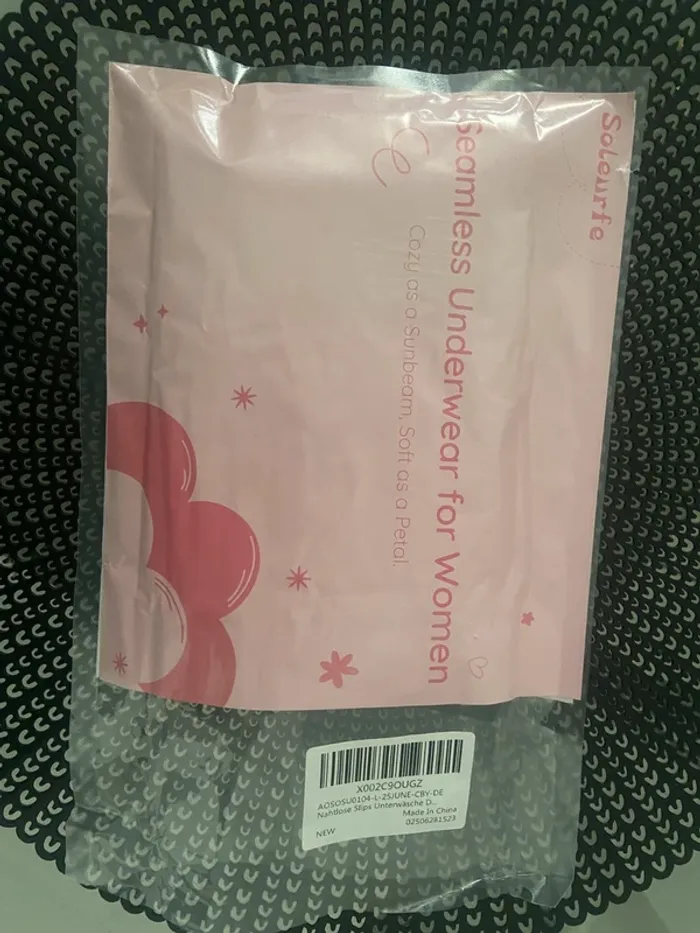 Soleurfe
Seamless Underwear for Women
Cozy as a Sunbeam, Soft as a Petal.
X002C9OUGZ
AOSOSU0104-L-25JUNE-CBY-DE
Nahtlose Slips Unterwäsche D...
Made In China
02506281523
NEW